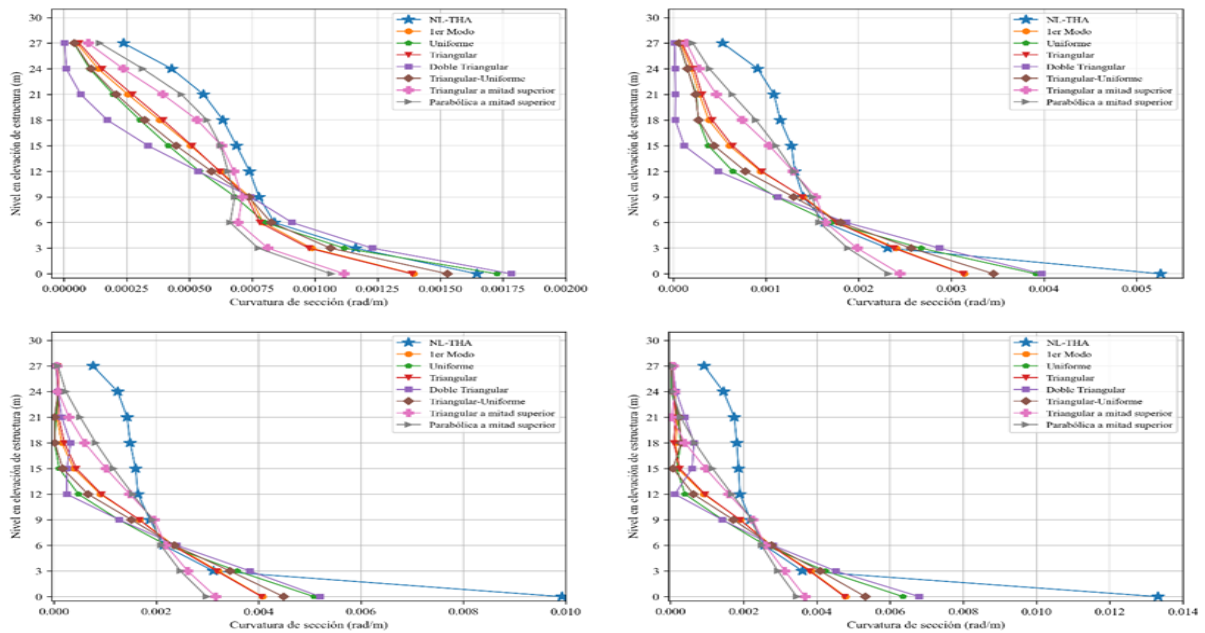 30
27
24
21
18
15
12
9
6
3
0
Nivel en elevación de estructura (m)
NL-THA
1er Modo
Uniforme
Triangular
Doble Triangular
Triangular-Uniforme
Triangular a mitad superior
Parabólica a mitad superior
0.00000 0.00025 0.00050 0.00075 0.00100 0.00125 0.00150 0.00175 0.00200
Curvatura de sección (rad/m)
30
27
24
21
18
15
12
9
6
3
0
Nivel en elevación de estructura (m)
NL-THA
1er Modo
Uniforme
Triangular
Doble Triangular
Triangular-Uniforme
Triangular a mitad superior
Parabólica a mitad superior
0.000 0.001 0.002 0.003 0.004 0.005
Curvatura de sección (rad/m)
30
27
24
21
18
15
12
9
6
3
0
Nivel en elevación de estructura (m)
NL-THA
1er Modo
Uniforme
Triangular
Doble Triangular
Triangular-Uniforme
Triangular a mitad superior
Parabólica a mitad superior
0.000 0.002 0.004 0.006 0.008 0.010
Curvatura de sección (rad/m)
30
27
24
21
18
15
12
9
6
3
0
Nivel en elevación de estructura (m)
NL-THA
1er Modo
Uniforme
Triangular
Doble Triangular
Triangular-Uniforme
Triangular a mitad superior
Parabólica a mitad superior
0.000 0.002 0.004 0.006 0.008 0.010 0.012 0.014
Curvatura de sección (rad/m)